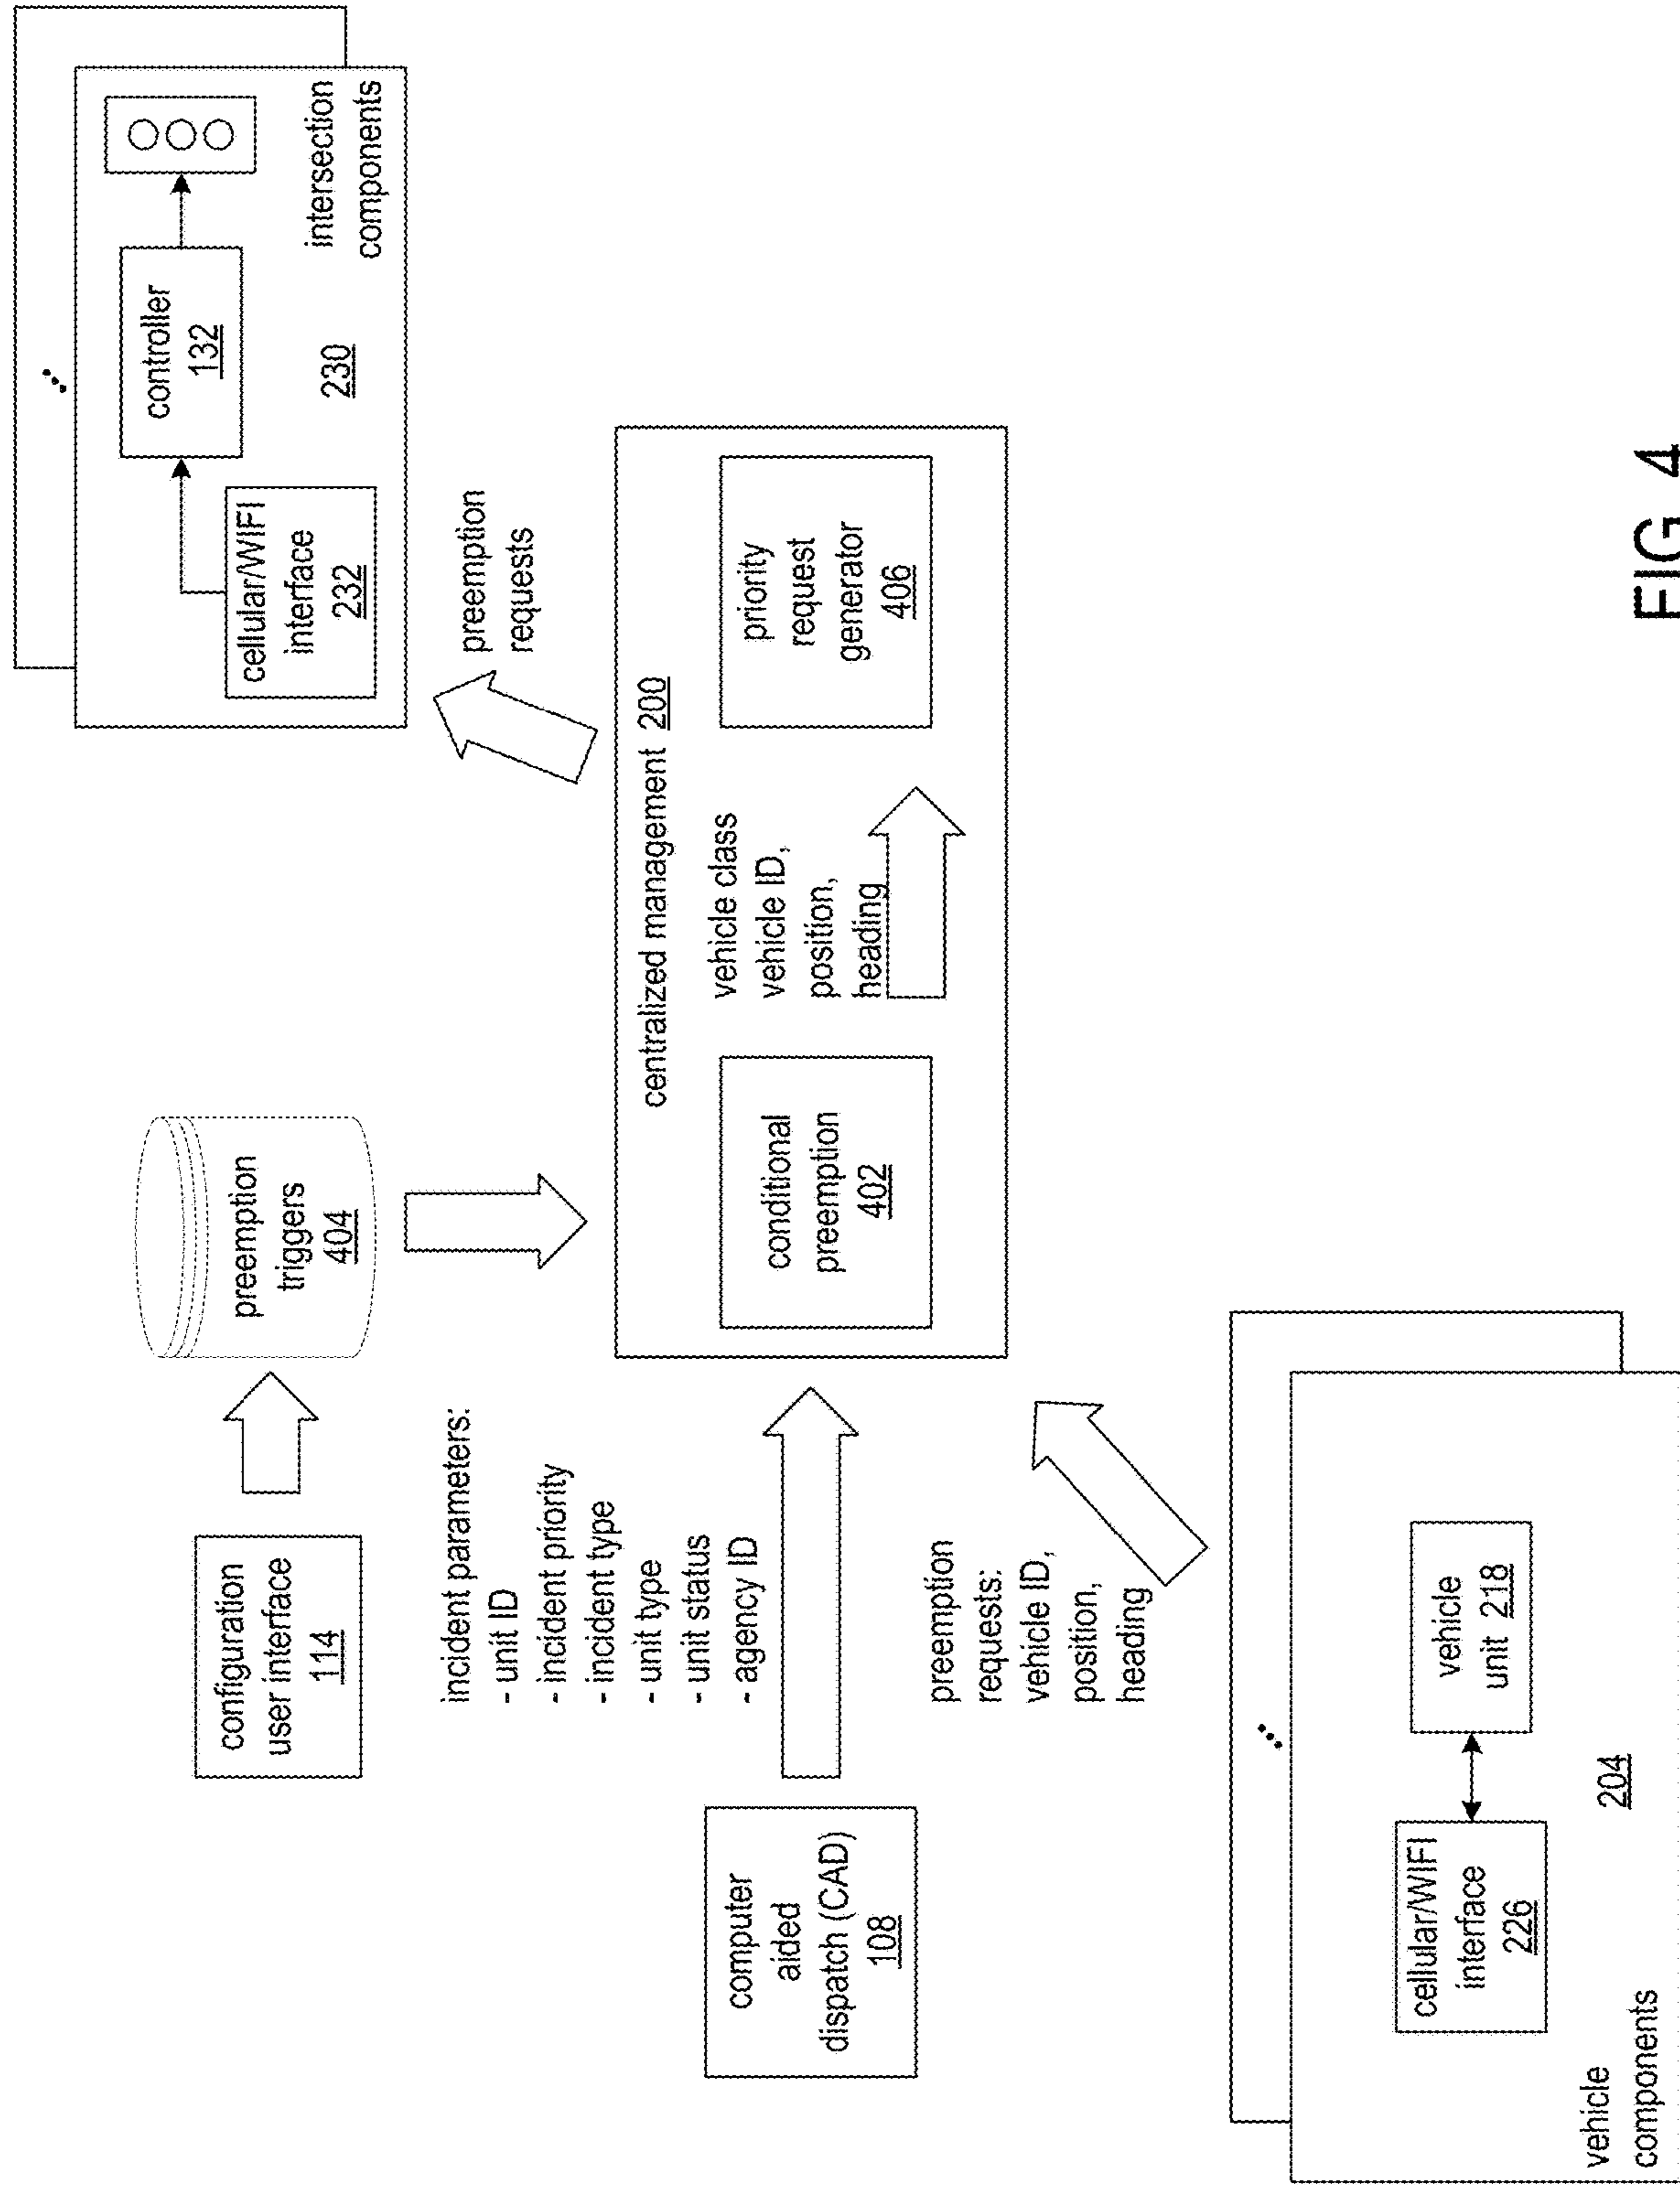 configuration
user interface
114
preemption
triggers
404
incident parameters:
- unit ID
- incident priority
- incident type
- unit type
- unit status
- agency ID
computer
aided
dispatch (CAD)
108
preemption
requests:
vehicle ID,
position,
heading
centralized management 200
conditional
preemption
402
vehicle class
vehicle ID,
position,
heading
priority
request
generator
406
preemption
requests
cellular/WIFI
interface
232
controller
132
230
intersection
components
cellular/WIFI
interface
226
vehicle
unit 218
204
vehicle
components
FIG. 4